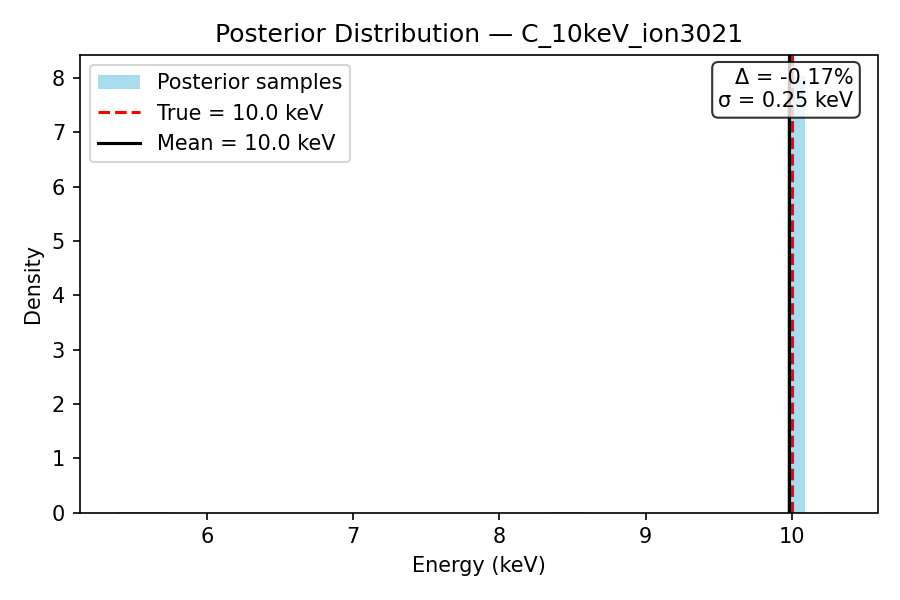 Posterior Distribution — C_10keV_ion3021
Posterior samples
True = 10.0 keV
Mean = 10.0 keV
Δ = -0.17%
σ = 0.25 keV
8
7
6
5
4
3
2
1
0
Density
6 7 8 9 10
Energy (keV)